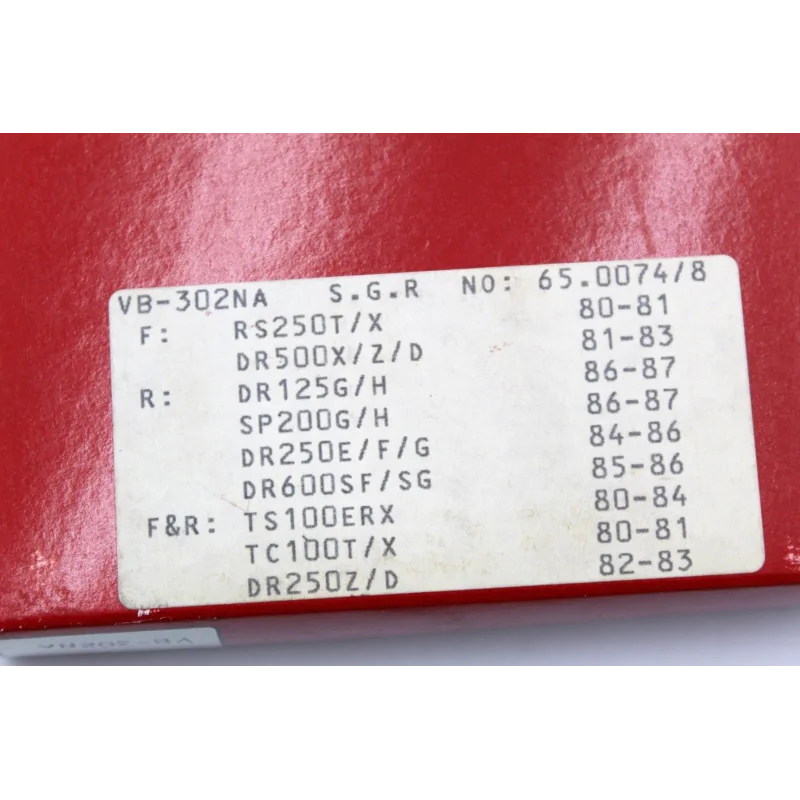 VB-302NA S.G.R NO: 65.0074/8
F: RS250T/X 80-81
DR500X/Z/D 81-83
R: DR125G/H 86-87
SP200G/H 86-87
DR250E/F/G 84-86
DR600SF/SG 85-86
F&R: TS100ERX 80-84
TC100T/X 80-81
DR250Z/D 82-83